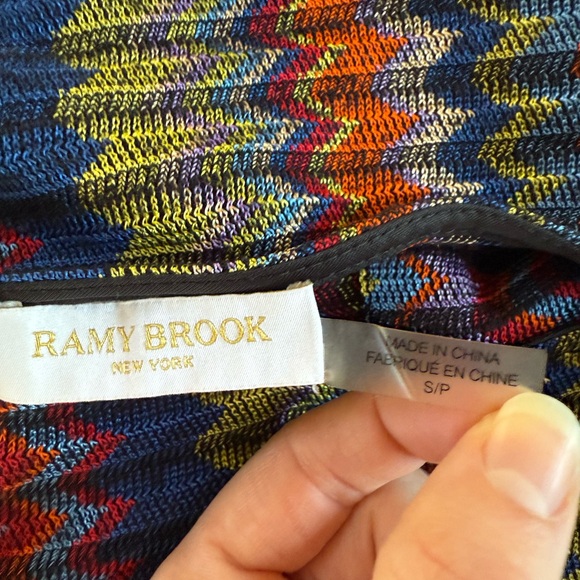 RAMY BROOK
NEW YORK
MADE IN CHINA
FABRIQUÉ EN CHINE
S/P